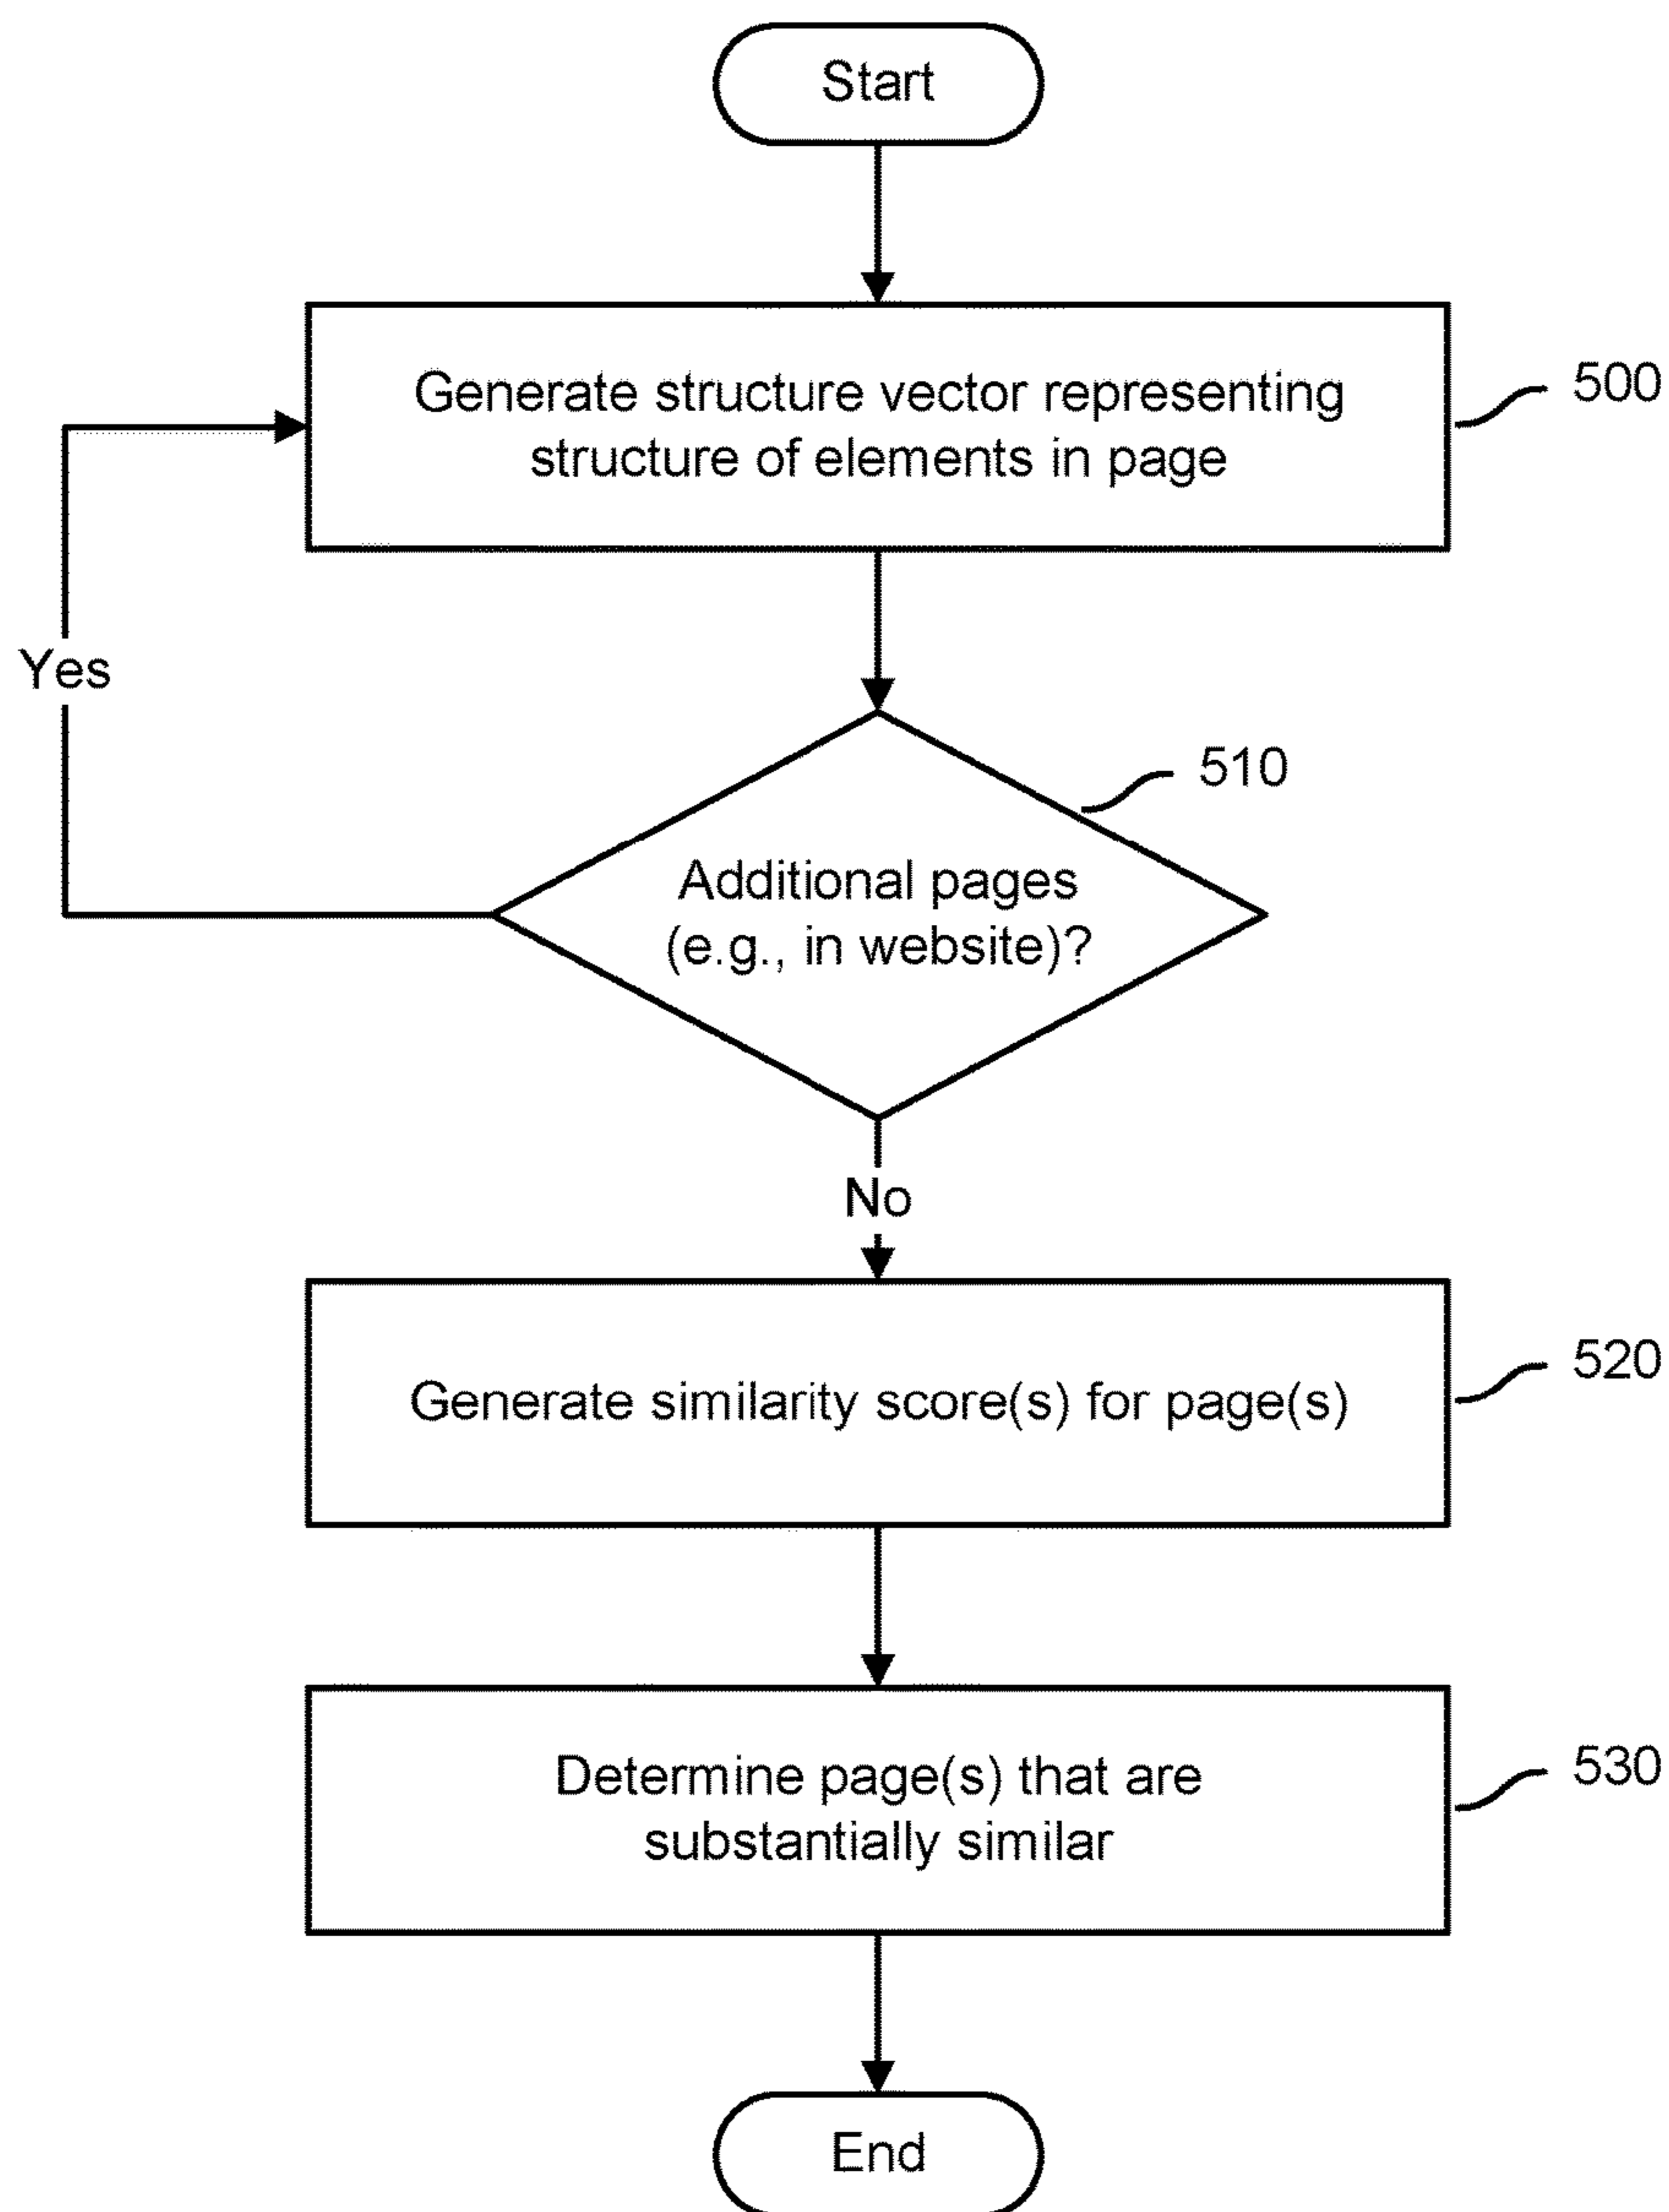 Start
Generate structure vector representing
structure of elements in page
500
Yes
510
Additional pages
(e.g., in website)?
No
Generate similarity score(s) for page(s)
520
Determine page(s) that are
substantially similar
530
End